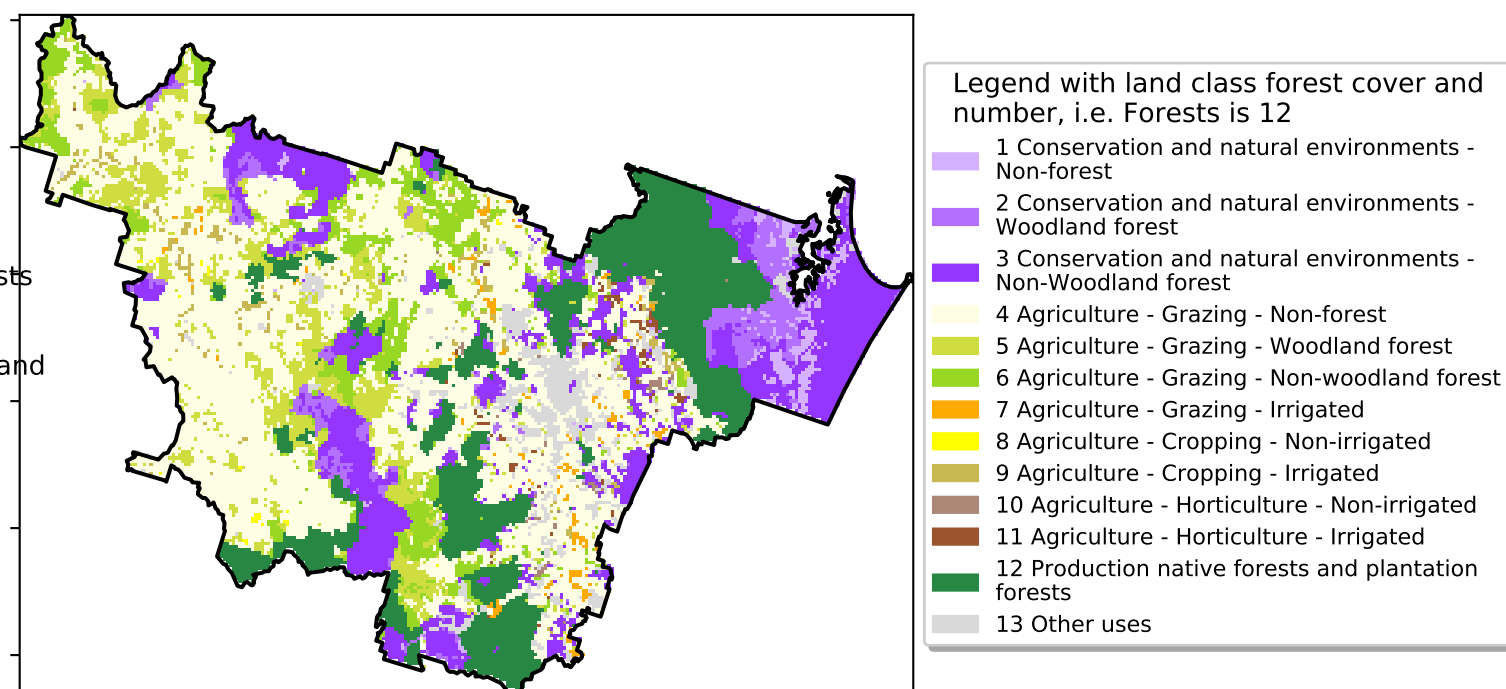 sts
and
Legend with land class forest cover and
number, i.e. Forests is 12
1 Conservation and natural environments -
Non-forest
2 Conservation and natural environments -
Woodland forest
3 Conservation and natural environments -
Non-Woodland forest
4 Agriculture - Grazing - Non-forest
5 Agriculture - Grazing - Woodland forest
6 Agriculture - Grazing - Non-woodland forest
7 Agriculture - Grazing - Irrigated
8 Agriculture - Cropping - Non-irrigated
9 Agriculture - Cropping - Irrigated
10 Agriculture - Horticulture - Non-irrigated
11 Agriculture - Horticulture - Irrigated
12 Production native forests and plantation
forests
13 Other uses